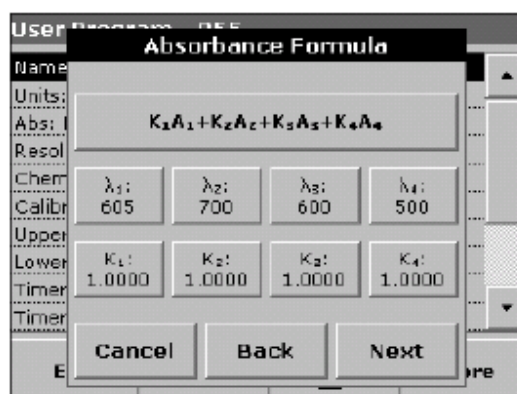 User Program
Absorbance Formula
Name
Units:
Abs:
K₁A₁+K₂A₂+K₃A₃+K₄A₄
Resol
Chem
λ₁: λ₂: λ₃: λ₄:
Calibr
605 700 600 500
Upper
Lower
K₁: K₂: K₃: K₄:
1.0000 1.0000 1.0000 1.0000
Timer
Timer
Cancel Back Next
E
ore